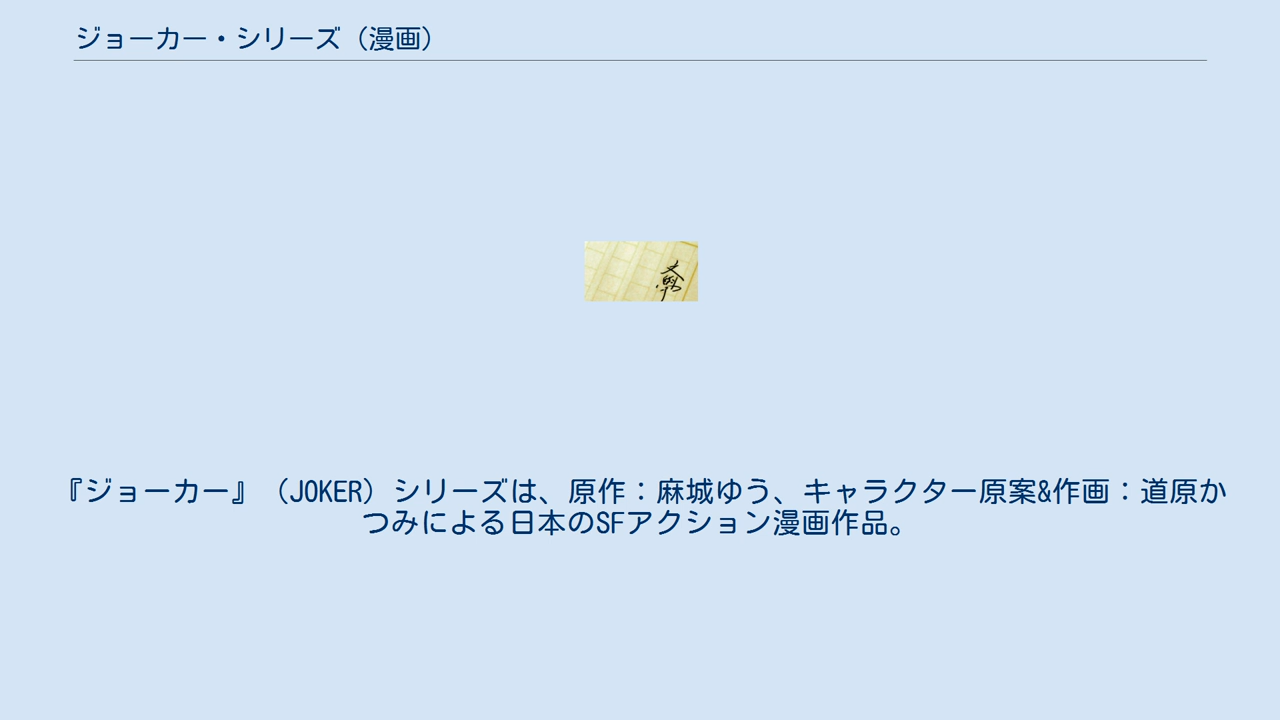 ジョーカー・シリーズ（漫画）
『ジョーカー』（JOKER）シリーズは、原作：麻城ゆう、キャラクター原案&作画：道原か
つみによる日本のSFアクション漫画作品。